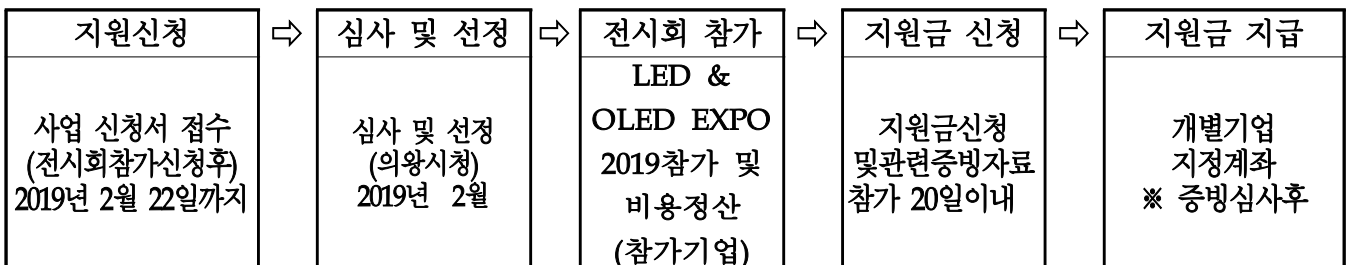 지원신청
⇨
심사 및 선정
⇨
전시회 참가
⇨
지원금 신청
⇨
지원금 지급
사업 신청서 접수
(전시회참가신청후)
2019년 2월 22일까지
심사 및 선정
(의왕시청)
2019년 2월
LED &
OLED EXPO
2019참가 및
비용정산
(참가기업)
지원금신청
및관련증빙자료
참가 20일이내
개별기업
지정계좌
※ 증빙심사후